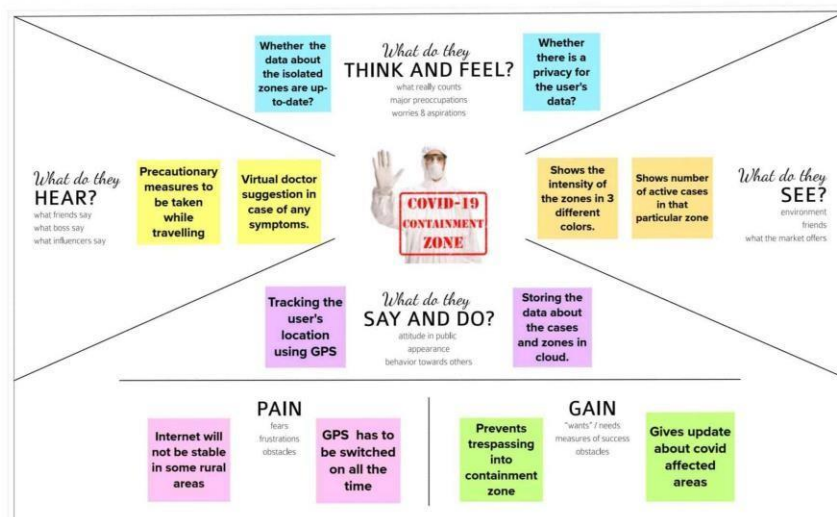 Whether the
data about
the isolated
zones are up-
to-date?
What do they
THINK AND FEEL?
what really counts
major preoccupations
worries & aspirations
Whether
there is a
privacy for
the user's
data?
What do they
HEAR?
what friends say
what boss say
what influencers say
Precautionary
measures to
be taken
while
travelling
Virtual doctor
suggestion in
case of any
symptoms.
COVID-19
CONTAINMENT
ZONE
Shows the
intensity of
the zones in 3
different
colors.
Shows number
of active cases
in that
particular zone
What do they
SEE?
environment
friends
what the market offers
Tracking the
user's
location
using GPS
What do they
SAY AND DO?
attitude in public
appearance
behavior towards others
Storing the
data about
the cases
and zones in
cloud.
PAIN
fears
frustrations
obstacles
Internet will
not be stable
in some rural
areas
GPS has to
be switched
on all the
time
GAIN
"wants" / needs
measures of success
obstacles
Prevents
trespassing
into
containment
zone
Gives update
about covid
affected
areas